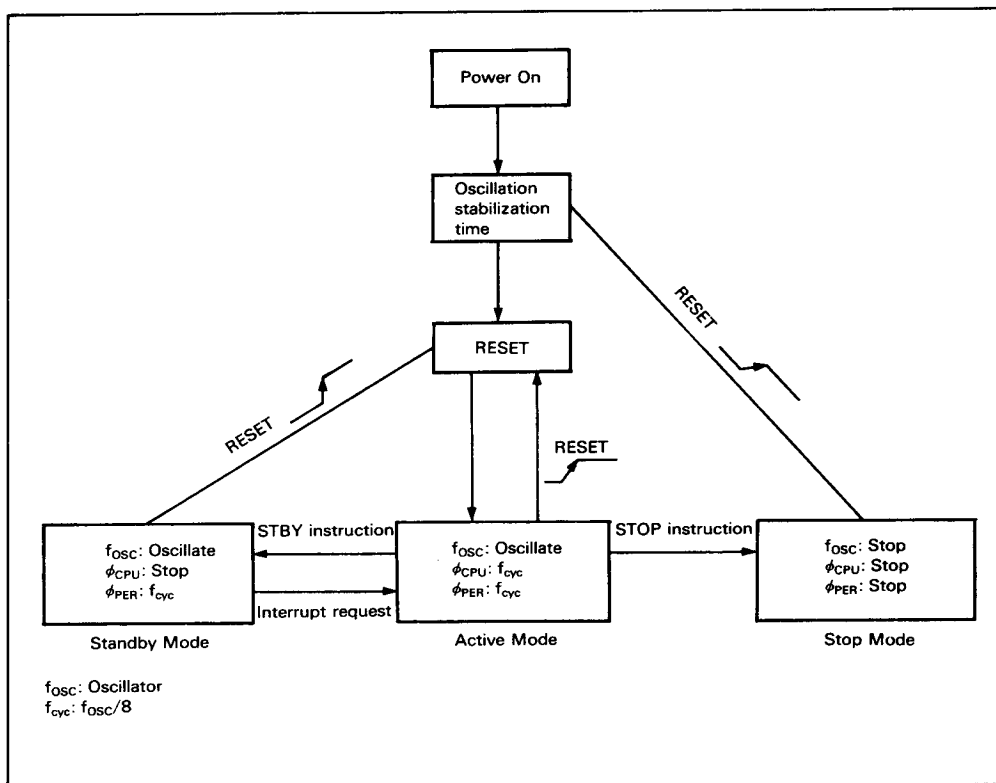 Power On
Oscillation
stabilization
time
RESET
RESET
RESET
RESET
STBY instruction
Interrupt request
STOP instruction
fOSC: Oscillate
ϕCPU: Stop
ϕPER: fcyc
Standby Mode
fOSC: Oscillate
ϕCPU: fcyc
ϕPER: fcyc
Active Mode
fOSC: Stop
ϕCPU: Stop
ϕPER: Stop
Stop Mode
fOSC: Oscillator
fcyc: fOSC/8